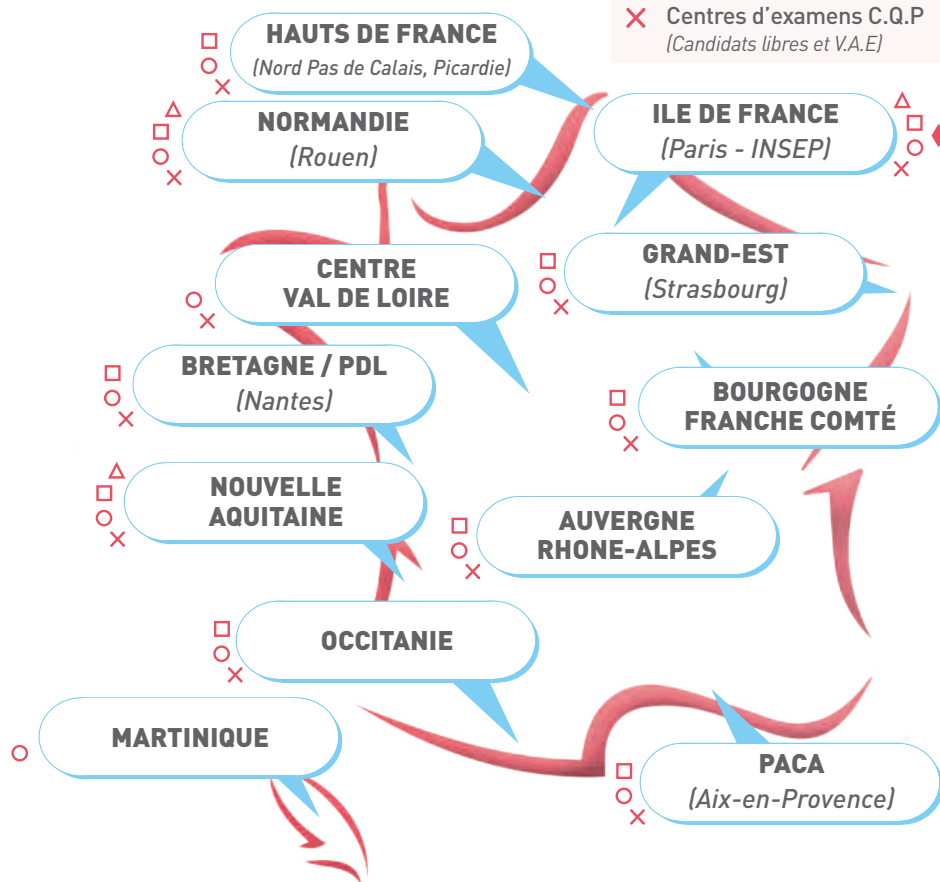 Centres d'examens C.Q.P
(Candidats libres et V.A.E)
HAUTS DE FRANCE
(Nord Pas de Calais, Picardie)
NORMANDIE
(Rouen)
ILE DE FRANCE
(Paris - INSEP)
CENTRE
VAL DE LOIRE
GRAND-EST
(Strasbourg)
BRETAGNE / PDL
(Nantes)
BOURGOGNE
FRANCHE COMTÉ
NOUVELLE
AQUITAINE
AUVERGNE
RHONE-ALPES
OCCITANIE
MARTINIQUE
PACA
(Aix-en-Provence)